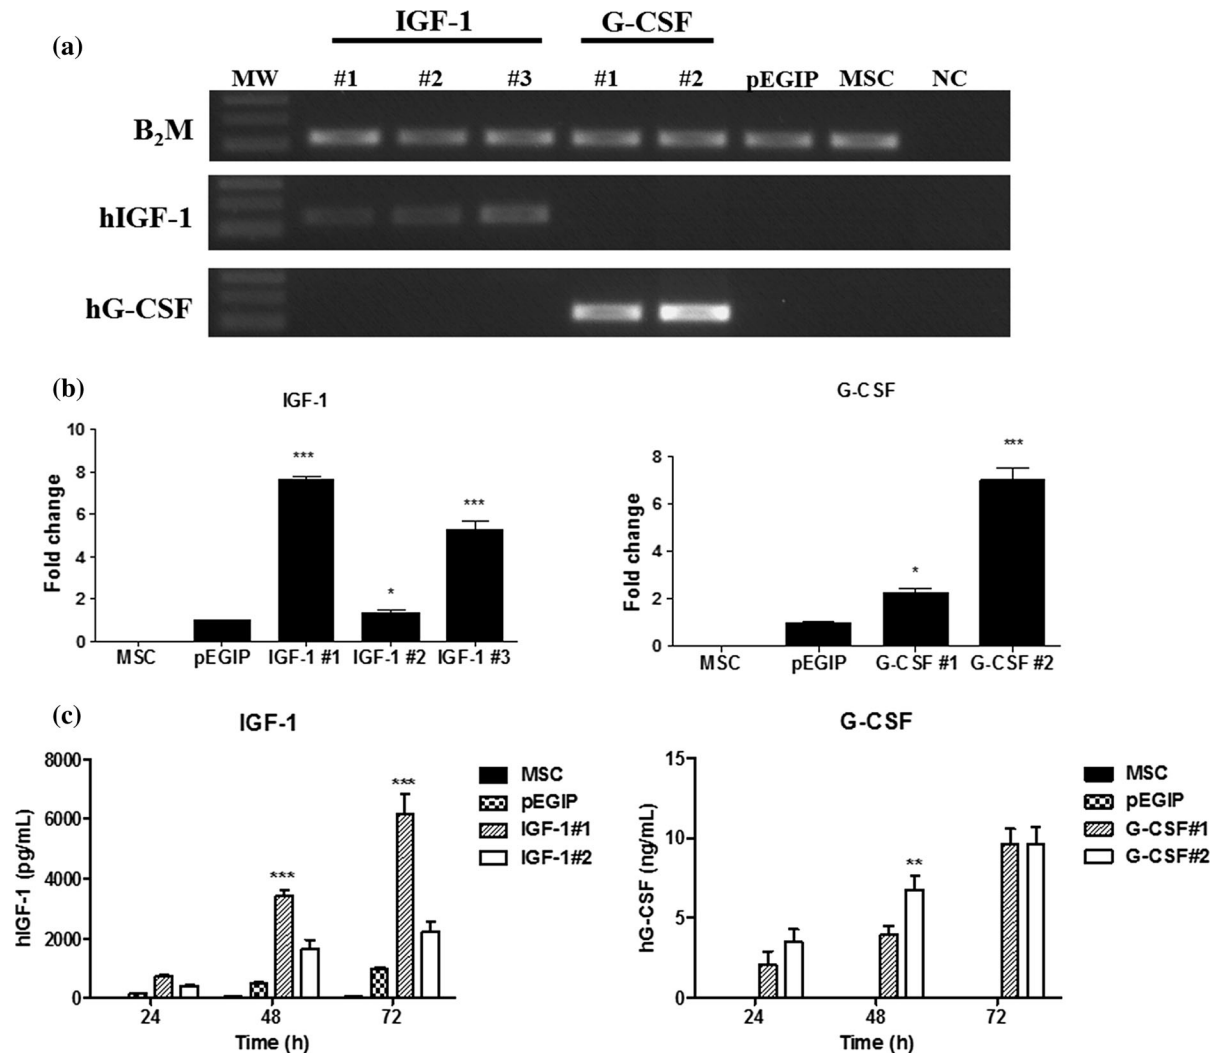 (a)
IGF-1 G-CSF
MW #1 #2 #3 #1 #2 pEGIP MSC NC
B2M
hIGF-1
hG-CSF
(b)
IGF-1
Fold change
10
8
6
4
2
0
***
*
***
MSC pEGIP IGF-1 #1 IGF-1 #2 IGF-1 #3
G-CSF
Fold change
8
6
4
2
0
*
***
MSC pEGIP G-CSF #1 G-CSF #2
(c)
IGF-1
hIGF-1 (pg/mL)
8000
6000
4000
2000
0
***
***
24 48 72
Time (h)
MSC
pEGIP
IGF-1#1
IGF-1#2
G-CSF
hG-CSF (ng/mL)
15
10
5
0
**
24 48 72
Time (h)
MSC
pEGIP
G-CSF#1
G-CSF#2